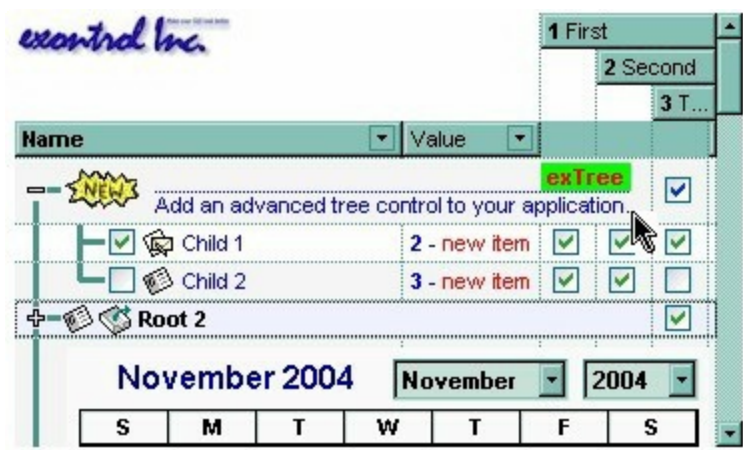 exontrol Inc.
1 First
2 Second
3 T...
Name Value
NEW exTree
Add an advanced tree control to your application.
Child 1 2 - new item
Child 2 3 - new item
Root 2
November 2004 November 2004
S M T W T F S